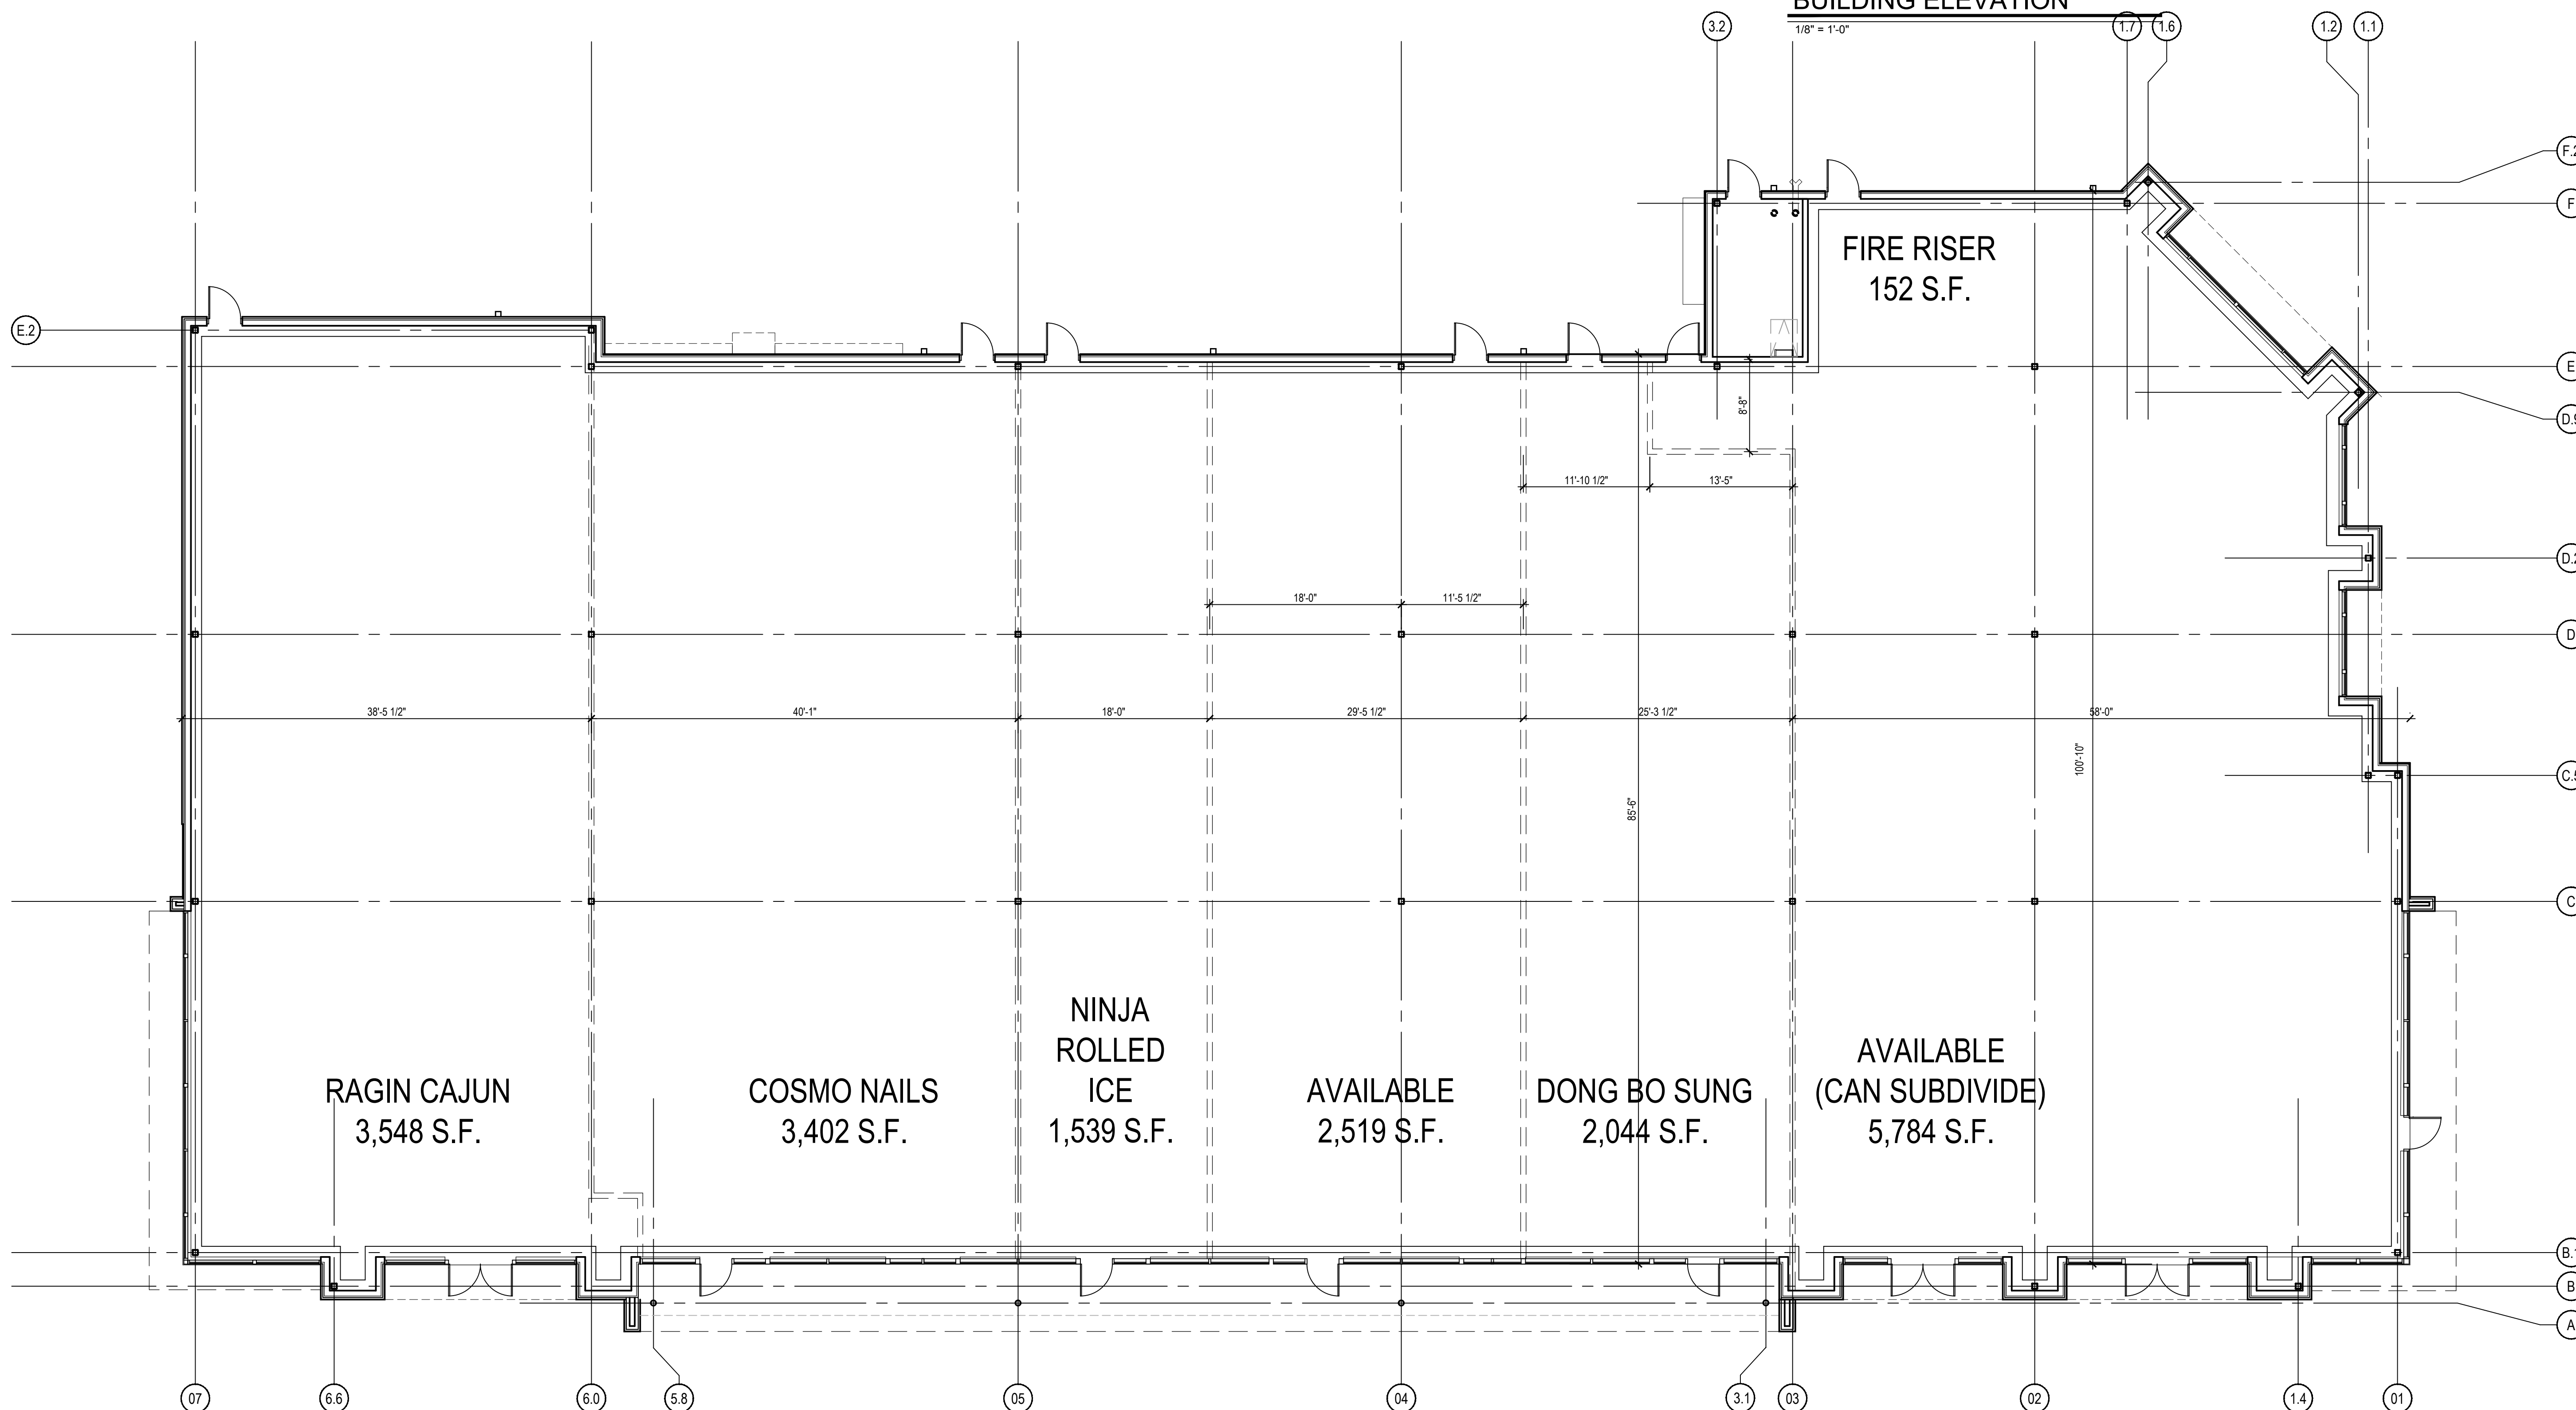 BUILDING ELEVATION
1/8" = 1'-0"
3.2
1.7
1.6
1.2
1.1
F
FIRE RISER
152 S.F.
E.2
E
8'-8"
11'-10 1/2"
13'-5"
D.2
18'-0"
11'-5 1/2"
D
38'-5 1/2"
40'-1"
18'-0"
29'-5 1/2"
25'-3 1/2"
58'-0"
100'-10"
85'-6"
C
RAGIN CAJUN
3,548 S.F.
COSMO NAILS
3,402 S.F.
NINJA
ROLLED
ICE
1,539 S.F.
AVAILABLE
2,519 S.F.
DONG BO SUNG
2,044 S.F.
AVAILABLE
(CAN SUBDIVIDE)
5,784 S.F.
B
A
07
6.6
6.0
5.8
05
04
3.1
03
02
1.4
01